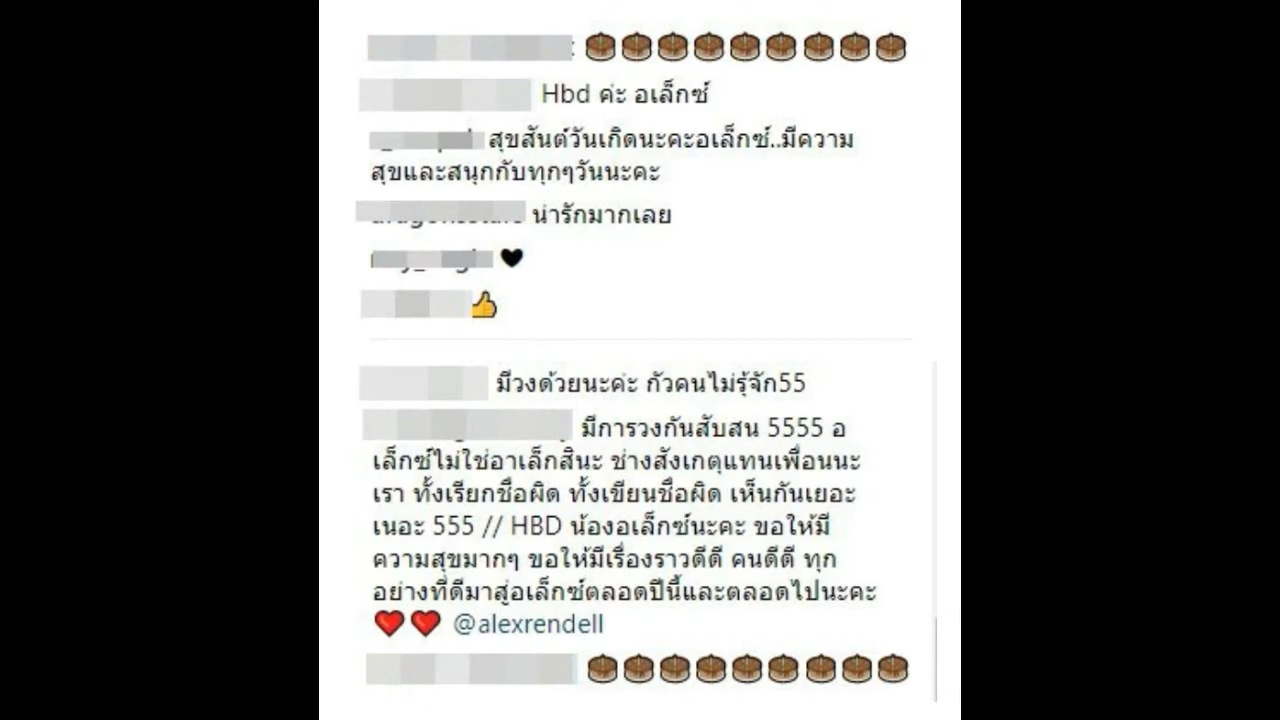 : 🎂🎂🎂🎂🎂🎂🎂🎂🎂
Hbd ค่ะ อเล็กซ์
สุขสันต์วันเกิดนะคะอเล็กซ์..มีความ
สุขและสนุกกับทุกๆวันนะคะ
น่ารักมากเลย
🖤
👍
มีวงด้วยนะค่ะ กัวคนไม่รู้จัก55
มีการวงกันสับสน 5555 อ
เล็กซ์ไม่ใช่อาเล็กสินะ ช่างสังเกตุแทนเพื่อนนะ
เรา ทั้งเรียกชื่อผิด ทั้งเขียนชื่อผิด เห็นกันเยอะ
เนอะ 555 // HBD น้องอเล็กซ์นะคะ ขอให้มี
ความสุขมากๆ ขอให้มีเรื่องราวดีดี คนดีดี ทุก
อย่างที่ดีมาสู่อเล็กซ์ตลอดปีนี้และตลอดไปนะคะ
❤️❤️ @alexrendell
🎂🎂🎂🎂🎂🎂🎂🎂🎂